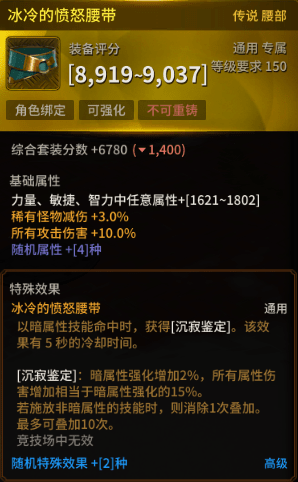 冰冷的愤怒腰带 传说 腰部
装备评分 通用 专属
[8,919~9,037] 等级要求 150
角色绑定 可强化 不可重铸
综合套装分数 +6780 (▼1,400)
基础属性
力量、敏捷、智力中任意属性+[1621~1802]
稀有怪物减伤 +3.0%
所有攻击伤害 +10.0%
随机属性 +[4]种
特殊效果
冰冷的愤怒腰带 通用
以暗属性技能命中时，获得[沉寂鉴定]。该效
果有 5 秒的冷却时间。
[沉寂鉴定]：暗属性强化增加2%，所有属性伤
害增加相当于暗属性强化的15%。
若施放非暗属性的技能时，则消除1次叠加。
最多可叠加10次。
竞技场中无效
随机特殊效果 +[2]种 高级